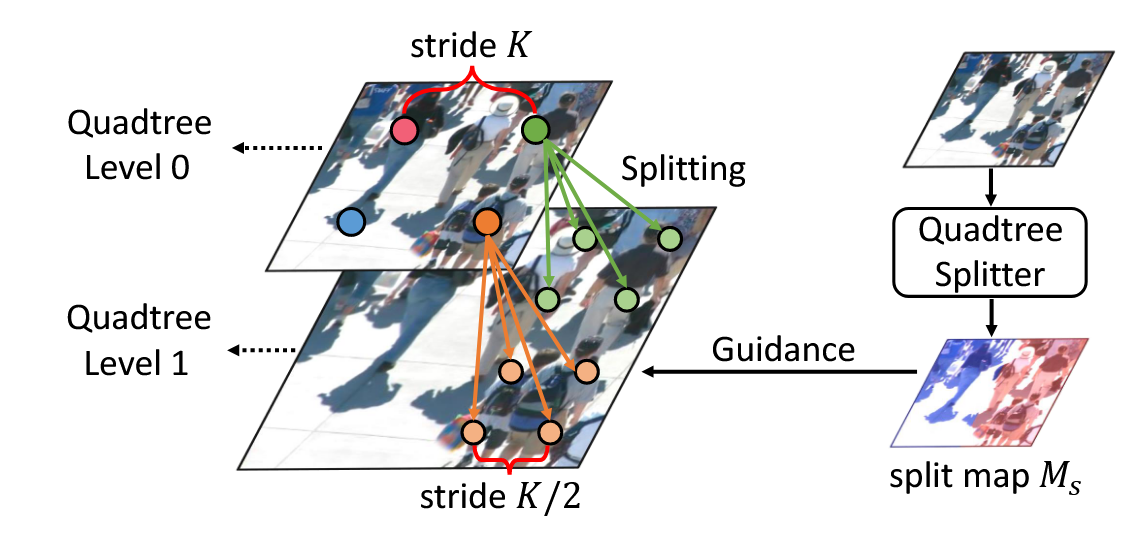 stride K
Quadtree
Level 0
Splitting
Quadtree
Splitter
Quadtree
Level 1
Guidance
stride K/2
split map Mₛ